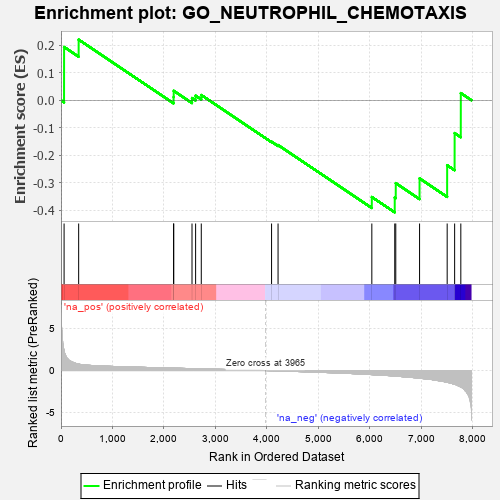 Enrichment plot: GO_NEUTROPHIL_CHEMOTAXIS
Enrichment score (ES)
0.2
0.1
0.0
-0.1
-0.2
-0.3
-0.4
'na_pos' (positively correlated)
Ranked list metric (PreRanked)
5
0
-5
Zero cross at 3965
'na_neg' (negatively correlated)
0 1,000 2,000 3,000 4,000 5,000 6,000 7,000 8,000
Rank in Ordered Dataset
Enrichment profile Hits Ranking metric scores